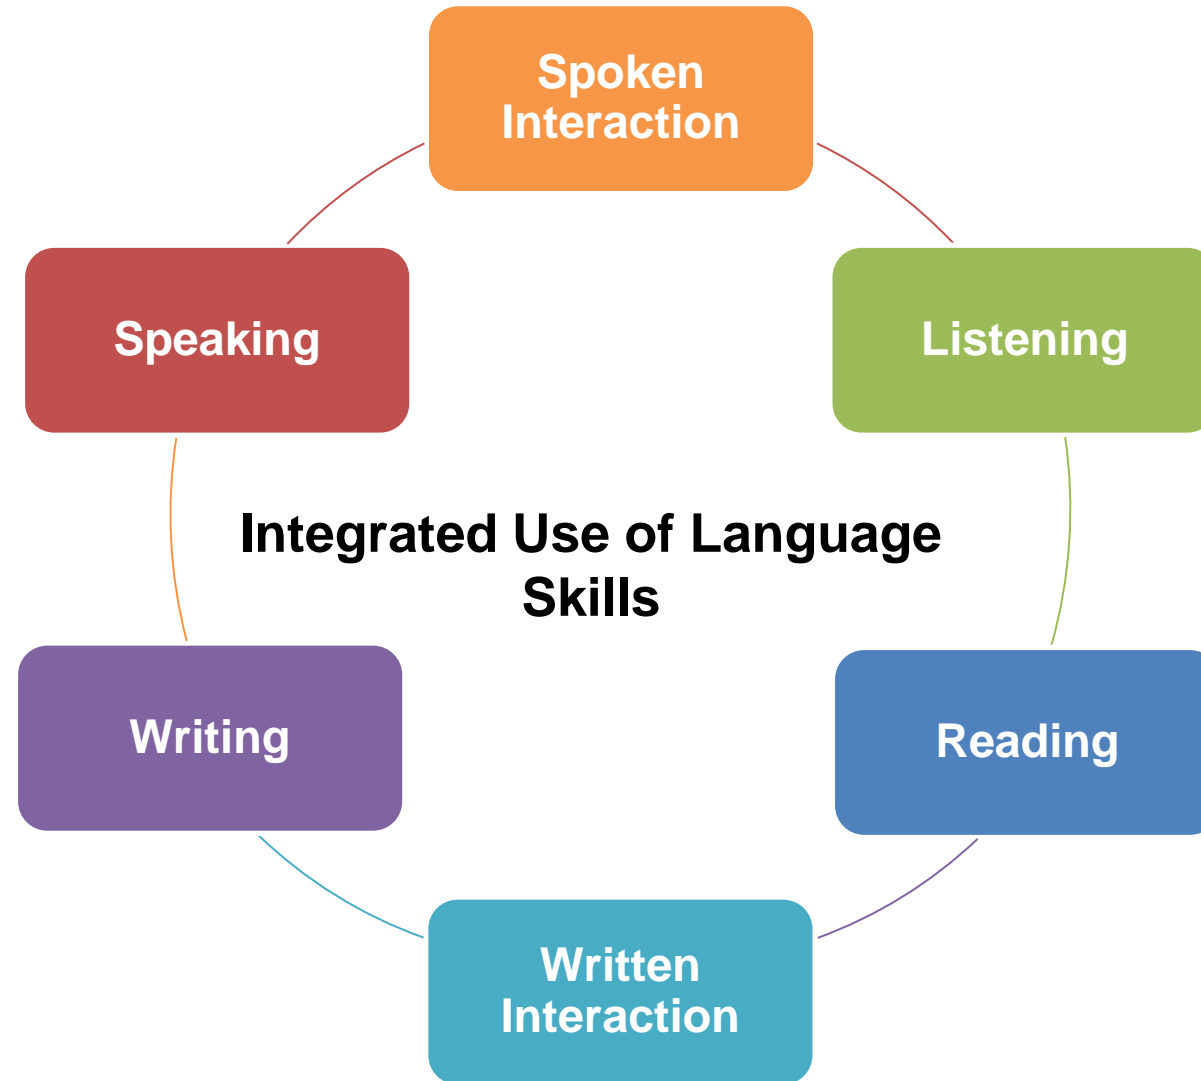 Spoken
Interaction
Speaking
Listening
Integrated Use of Language
Skills
Writing
Reading
Written
Interaction